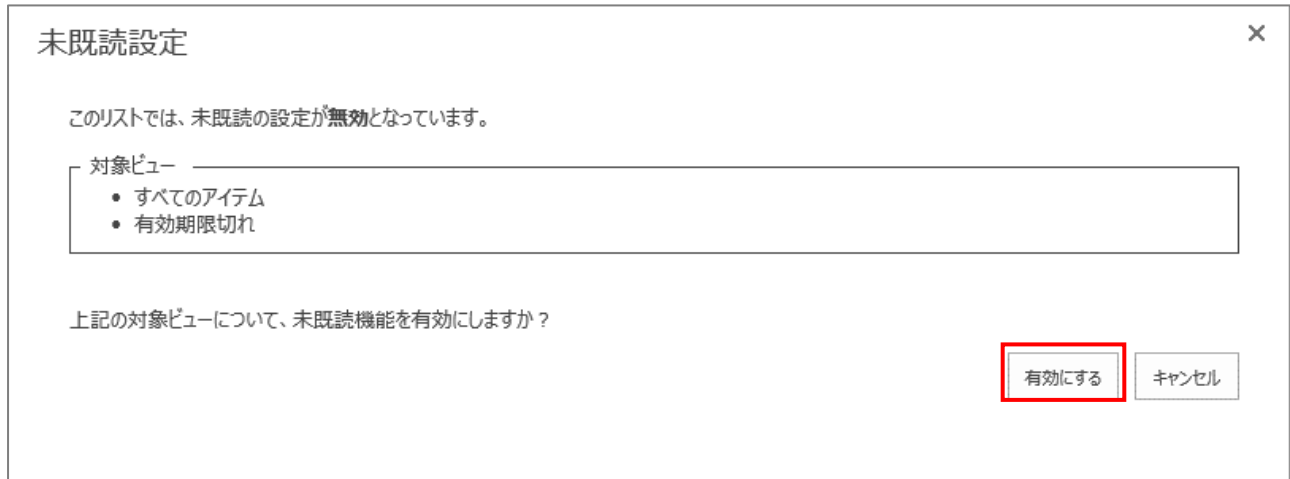 未既読設定
×
このリストでは、未既読の設定が無効となっています。
対象ビュー
• すべてのアイテム
• 有効期限切れ
上記の対象ビューについて、未既読機能を有効にしますか？
有効にする
キャンセル